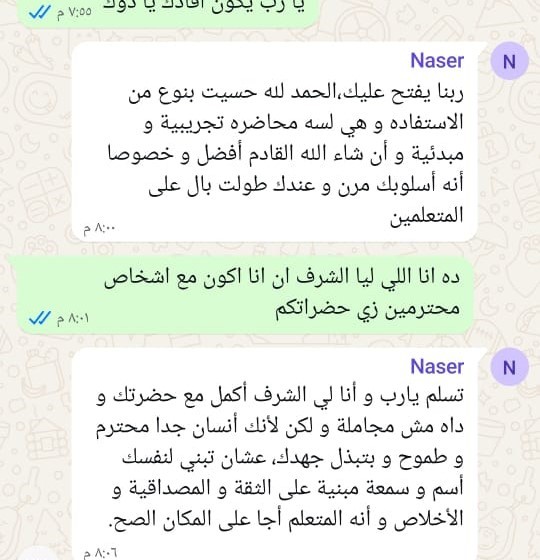 يا رب يكون افادك يا دوك
٧:٥٥ م
Naser
N
ربنا يفتح عليك،الحمد لله حسيت بنوع من
الاستفاده و هي لسه محاضره تجريبية و
مبدئية و أن شاء الله القادم أفضل و خصوصا
أنه أسلوبك مرن و عندك طولت بال على
المتعلمين
٨:٠٠ م
ده انا اللي ليا الشرف ان انا اكون مع اشخاص
محترمين زي حضراتكم
٨:٠١ م
Naser
N
تسلم يارب و أنا لي الشرف أكمل مع حضرتك و
داه مش مجاملة و لكن لأنك أنسان جدا محترم
و طموح و بتبذل جهدك، عشان تبني لنفسك
أسم و سمعة مبنية على الثقة و المصداقية و
الأخلاص و أنه المتعلم أجا على المكان الصح.
٨:٠٦ م